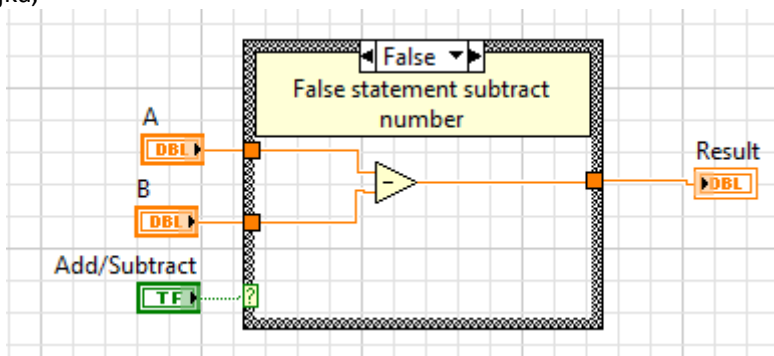 False
False statement subtract
number
A
DBL
B
DBL
Add/Subtract
TF
?
-
Result
DBL